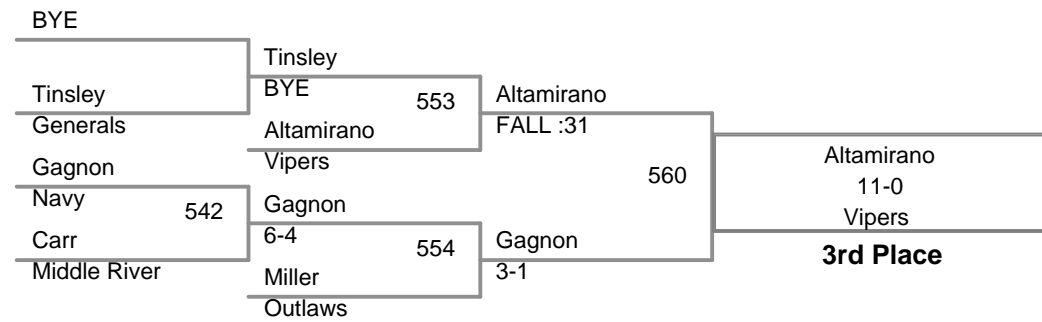 BYE
Tinsley
Generals
Gagnon
Navy
542
Carr
Middle River
Tinsley
BYE
553
Altamirano
Vipers
Gagnon
6-4
554
Miller
Outlaws
Altamirano
FALL :31
560
Gagnon
3-1
Altamirano
11-0
Vipers
3rd Place